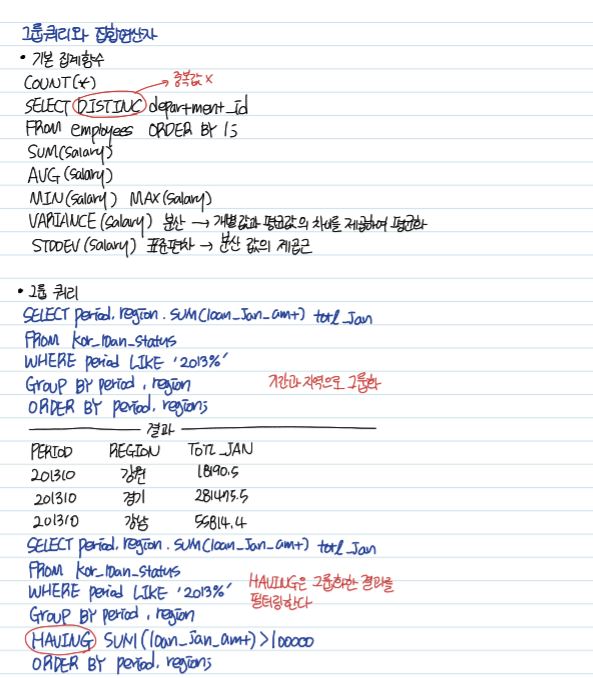 그룹쿼리와 집합연산자
• 기본 집계함수
COUNT(*) → 중복값 X
SELECT DISTINC department_id
FROM employees ORDER BY 1;
SUM(salary)
AVG(salary)
MIN(salary) MAX(salary)
VARIANCE(salary) 분산 → 개별값과 평균값의 차이를 제곱하여 평균화
STDDEV(salary) 표준편차 → 분산 값의 제곱근
• 그룹 쿼리
SELECT period, region. SUM(loan_Jan_amt) totl_Jan
FROM kor_loan_status
WHERE period LIKE '2013%'
Group BY period, region 기간과 지역으로 그룹화
ORDER BY period, region;
결과
PERIOD REGION TOTL_JAN
201310 강원 18190.5
201310 경기 281475.5
201310 강남 55814.4
SELECT period, region. SUM(loan_Jan_amt) totl_Jan
FROM kor_loan_status
WHERE period LIKE '2013%' HAVING은 그룹화한 결과를
Group BY period, region 필터링한다
HAVING SUM(loan_Jan_amt)>100000
ORDER BY period, region;